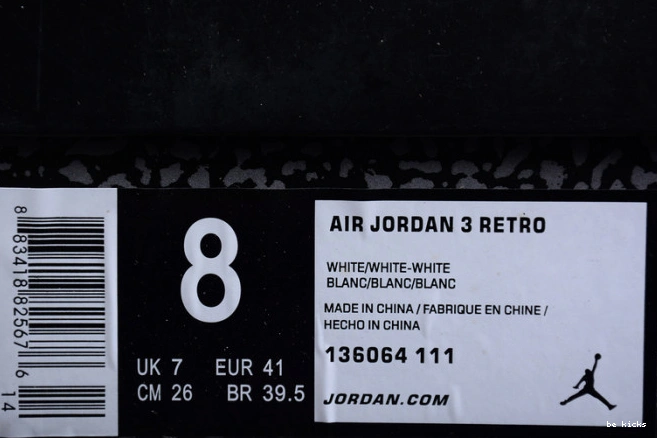 8 83418 82567 6
14
8
UK 7 EUR 41
CM 26 BR 39.5
AIR JORDAN 3 RETRO
WHITE/WHITE-WHITE
BLANC/BLANC/BLANC
MADE IN CHINA / FABRIQUE EN CHINE /
HECHO IN CHINA
136064 111
JORDAN.COM
be kicks